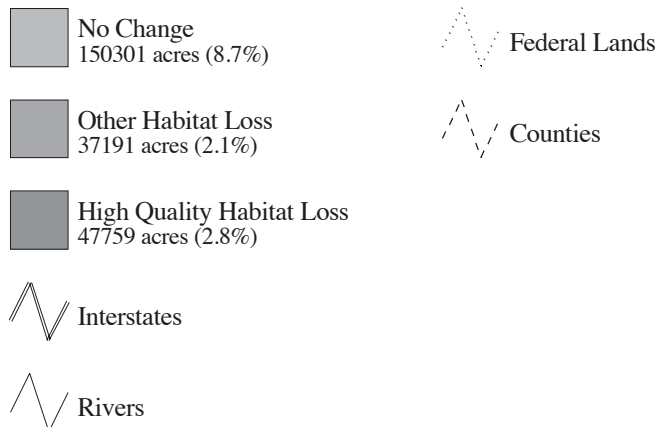 No Change
150301 acres (8.7%)
Other Habitat Loss
37191 acres (2.1%)
High Quality Habitat Loss
47759 acres (2.8%)
Interstates
Rivers
Federal Lands
Counties